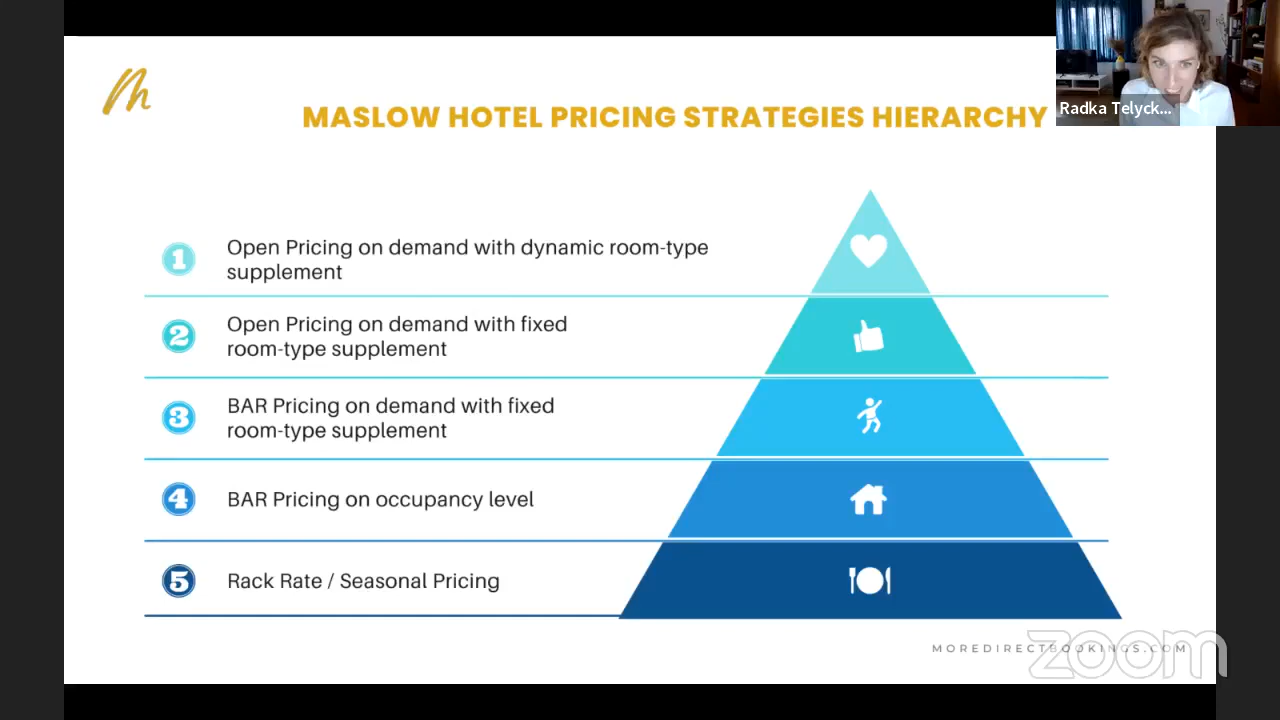 MASLOW HOTEL PRICING STRATEGIES HIERARCHY
Radka Telyck...
1
Open Pricing on demand with dynamic room-type
supplement
2
Open Pricing on demand with fixed
room-type supplement
3
BAR Pricing on demand with fixed
room-type supplement
4
BAR Pricing on occupancy level
5
Rack Rate / Seasonal Pricing
MOREDIRECTBOOKINGS.COM
zoom